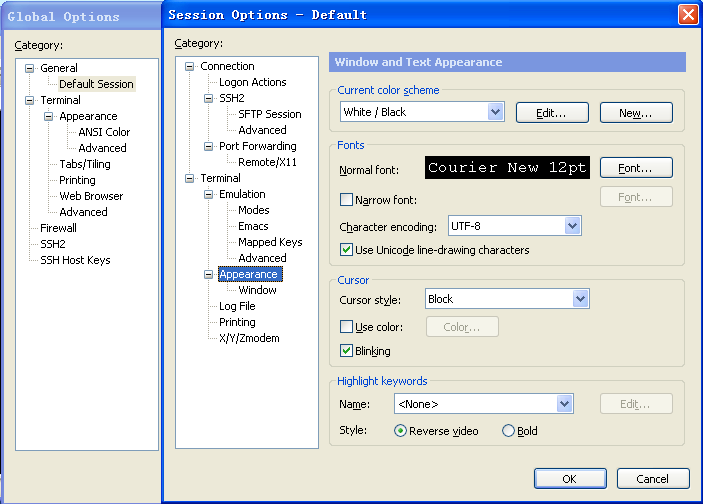 Global Options
Category:
General
Default Session
Terminal
Appearance
ANSI Color
Advanced
Tabs/Tiling
Printing
Web Browser
Advanced
Firewall
SSH2
SSH Host Keys
Session Options - Default
Category:
Connection
Logon Actions
SSH2
SFTP Session
Advanced
Port Forwarding
Remote/X11
Terminal
Emulation
Modes
Emacs
Mapped Keys
Advanced
Appearance
Window
Log File
Printing
X/Y/Zmodem
Window and Text Appearance
Current color scheme
White / Black Edit... New...
Fonts
Normal font: Courier New 12pt Font...
Narrow font: Font...
Character encoding: UTF-8
Use Unicode line-drawing characters
Cursor
Cursor style: Block
Use color: Color...
Blinking
Highlight keywords
Name: <None> Edit...
Style: Reverse video Bold
OK Cancel